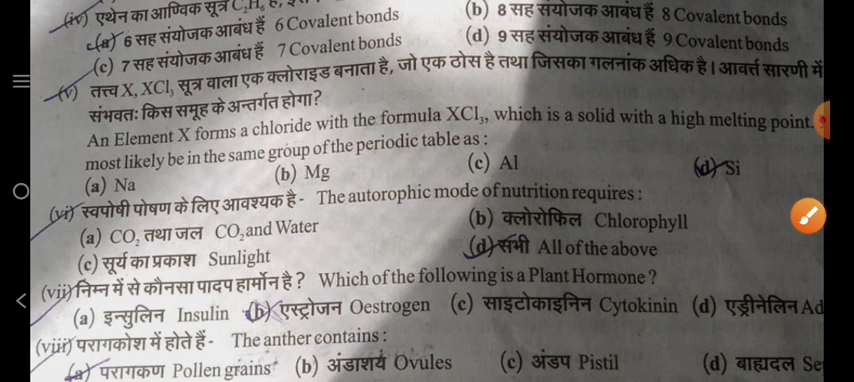 (iv) एथेन का आण्विक सूत्र C₂H₆ है,
(a) 6 सह संयोजक आबंध हैं 6 Covalent bonds (b) 8 सह संयोजक आबंध हैं 8 Covalent bonds
(c) 7 सह संयोजक आबंध हैं 7 Covalent bonds (d) 9 सह संयोजक आबंध हैं 9 Covalent bonds
(v) तत्त्व X, XCl₃ सूत्र वाला एक क्लोराइड बनाता है, जो एक ठोस है तथा जिसका गलनांक अधिक है। आवर्त्त सारणी में
संभवतः किस समूह के अन्तर्गत होगा?
An Element X forms a chloride with the formula XCl₃, which is a solid with a high melting point.
most likely be in the same group of the periodic table as :
(a) Na (b) Mg (c) Al (d) Si
(vi) स्वपोषी पोषण के लिए आवश्यक है - The autorophic mode of nutrition requires :
(a) CO₂ तथा जल CO₂ and Water (b) क्लोरोफिल Chlorophyll
(c) सूर्य का प्रकाश Sunlight (d) सभी All of the above
(vii) निम्न में से कौनसा पादप हार्मोन है ? Which of the following is a Plant Hormone ?
(a) इन्सुलिन Insulin (b) एस्ट्रोजन Oestrogen (c) साइटोकाइनिन Cytokinin (d) एड्रीनेलिन Ad
(viii) परागकोश में होते हैं - The anther contains :
(a) परागकण Pollen grains (b) अंडाशय Ovules (c) अंडप Pistil (d) बाह्यदल Se